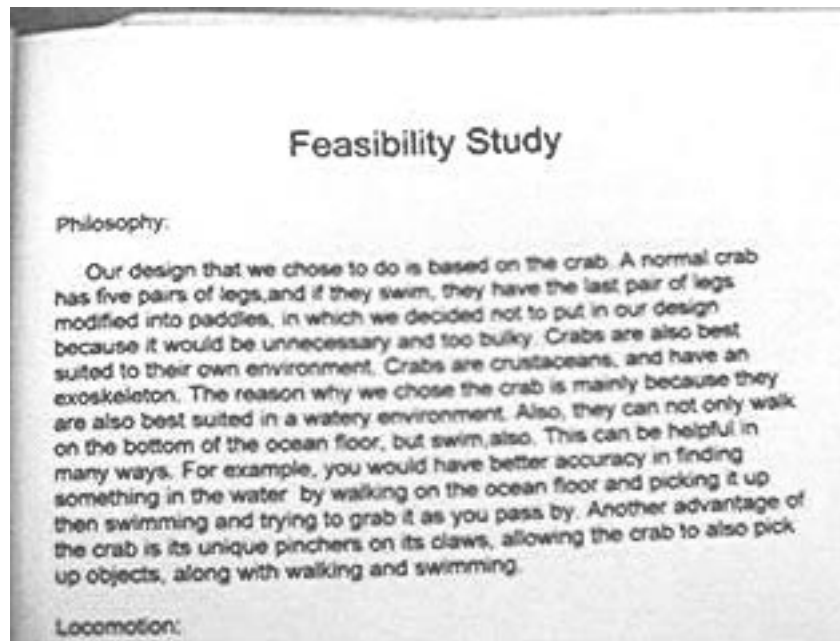 Feasibility Study
Philosophy:
Our design that we chose to do is based on the crab. A normal crab
has five pairs of legs,and if they swim, they have the last pair of legs
modified into paddles, in which we decided not to put in our design
because it would be unnecessary and too bulky. Crabs are also best
suited to their own environment. Crabs are crustaceans, and have an
exoskeleton. The reason why we chose the crab is mainly because they
are also best suited in a watery environment. Also, they can not only walk
on the bottom of the ocean floor, but swim,also. This can be helpful in
many ways. For example, you would have better accuracy in finding
something in the water by walking on the ocean floor and picking it up
then swimming and trying to grab it as you pass by. Another advantage of
the crab is its unique pinchers on its claws, allowing the crab to also pick
up objects, along with walking and swimming.
Locomotion: